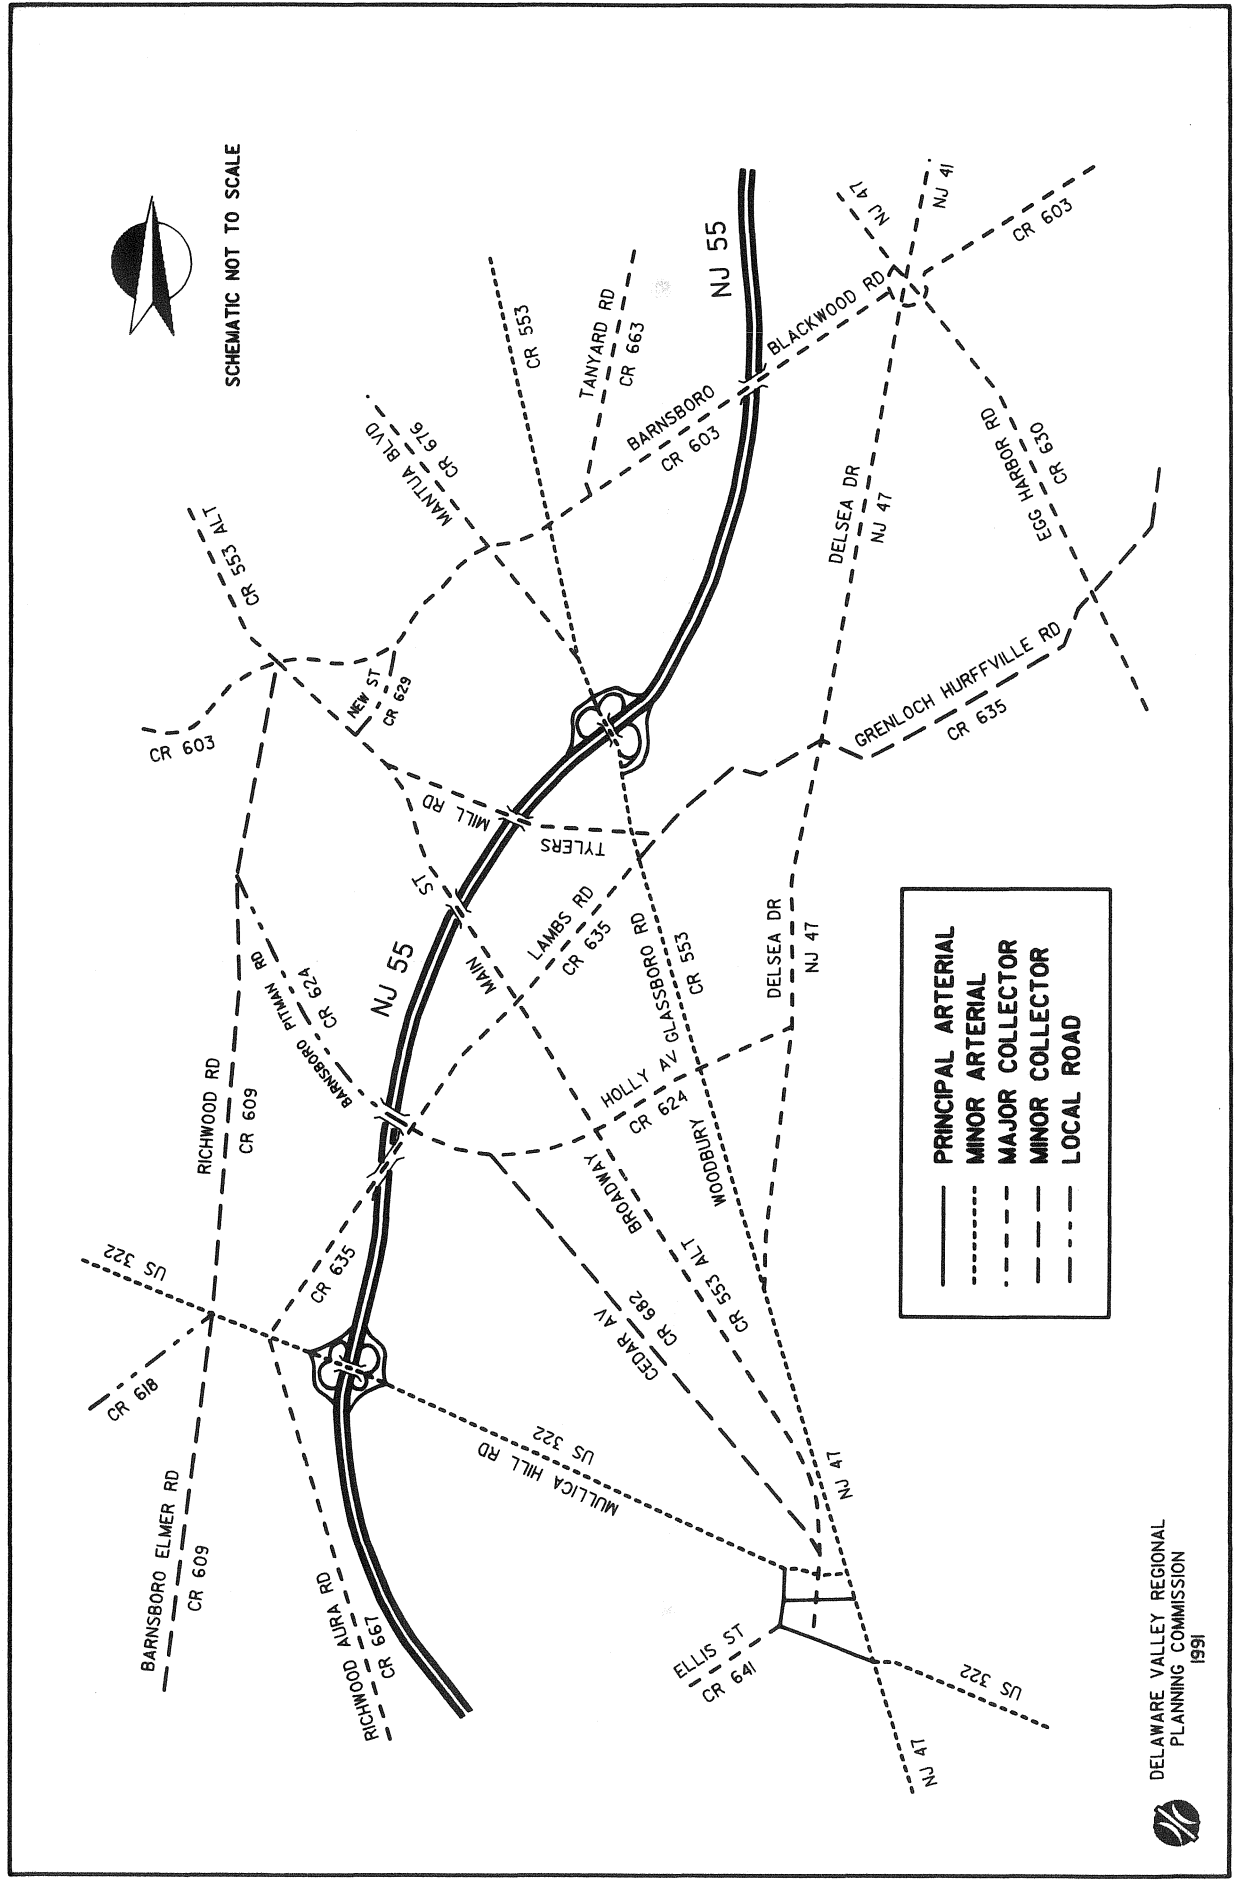 SCHEMATIC NOT TO SCALE
CR 603
CR 553 ALT
MANTUA BLVD
CR 676
CR 553
TANYARD RD
CR 663
NJ 55
NJ 47
NJ 41
CR 603
BARNSBORO BLACKWOOD RD
CR 603
NEW ST
CR 629
TYLERS MILL RD
MAIN ST
NJ 55
BARNSBORO PITMAN RD
CR 624
RICHWOOD RD
CR 609
LAMBS RD
CR 635
DELSEA DR
NJ 47
EGG HARBOR RD
CR 630
GRENLOCH HURFFVILLE RD
CR 635
DELSEA DR
NJ 47
WOODBURY GLASSBORO RD
CR 553
HOLLY AV
CR 624
BROADWAY
CR 553 ALT
CEDAR AV
CR 682
CR 635
US 322
CR 618
BARNSBORO ELMER RD
CR 609
RICHWOOD AURA RD
CR 667
MULLICA HILL RD
US 322
ELLIS ST
CR 641
NJ 47
US 322
NJ 47
PRINCIPAL ARTERIAL
MINOR ARTERIAL
MAJOR COLLECTOR
MINOR COLLECTOR
LOCAL ROAD
DELAWARE VALLEY REGIONAL
PLANNING COMMISSION
1991